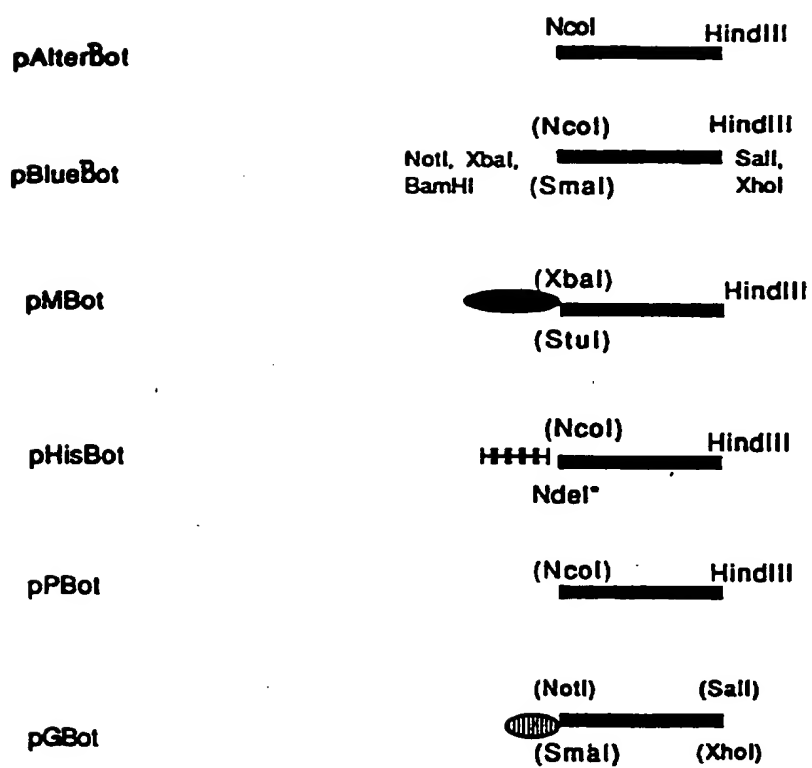 NcoI HindIII
pAlterBot
(NcoI) HindIII
NotI, XbaI, SalI,
pBlueBot
BamHI (SmaI) XhoI
(XbaI)
HindIII
pMBot
(StuI)
(NcoI)
HindIII
pHisBot
HHHHH
NdeI*
(NcoI) HindIII
pPBot
(NotI) (SalI)
pGBot
(SmaI) (XhoI)